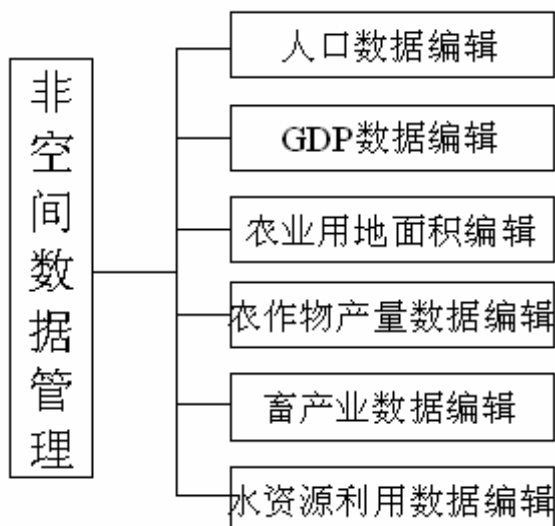 非空间数据管理
人口数据编辑
GDP数据编辑
农业用地面积编辑
农作物产量数据编辑
畜产业数据编辑
水资源利用数据编辑